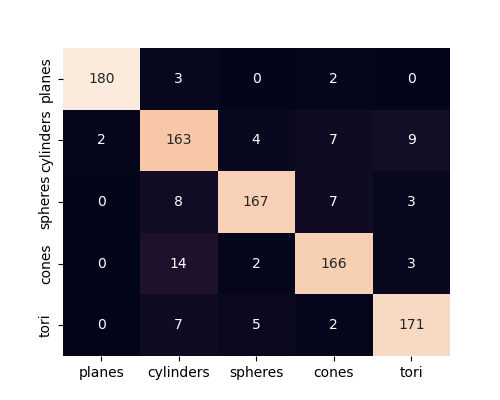 planes 180 3 0 2 0
cylinders 2 163 4 7 9
spheres 0 8 167 7 3
cones 0 14 2 166 3
tori 0 7 5 2 171
planes cylinders spheres cones tori